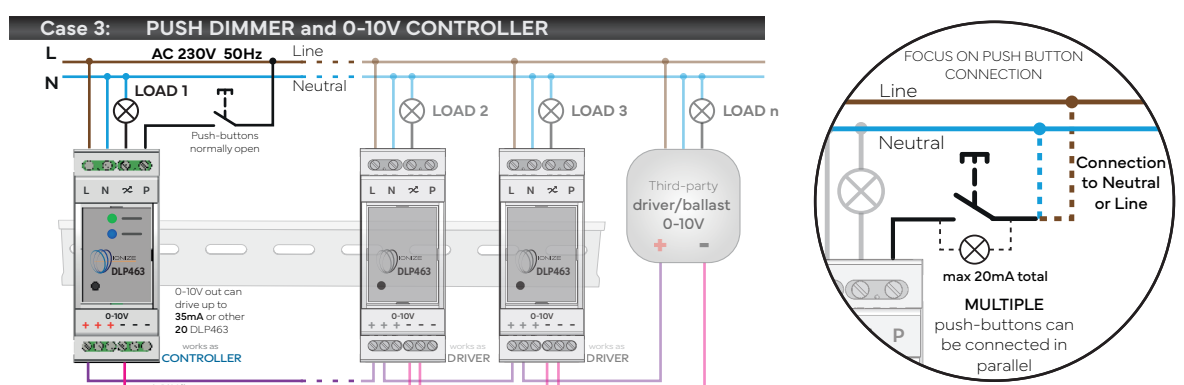 Case 3: PUSH DIMMER and 0-10V CONTROLLER
L
AC 230V 50Hz
Line
N
Neutral
LOAD 1
LOAD 2
LOAD 3
LOAD n
Push-buttons
normally open
L N P
L N P
L N P
IONIZE
DLP463
IONIZE
DLP463
IONIZE
DLP463
0-10V
+ + + - - -
0-10V
+ + + - - -
0-10V
+ + + - - -
0-10V out can
drive up to
35mA or other
20 DLP463
works as
CONTROLLER
works as
DRIVER
works as
DRIVER
Third-party
driver/ballast
0-10V
+ -
FOCUS ON PUSH BUTTON
CONNECTION
Line
Neutral
Connection
to Neutral
or Line
max 20mA total
MULTIPLE
push-buttons can
be connected in
parallel
P